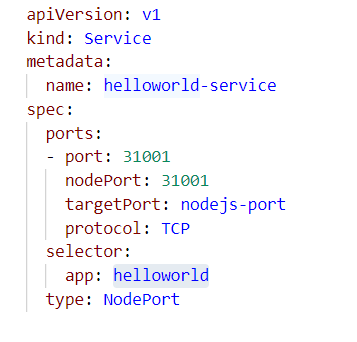 apiVersion: v1
kind: Service
metadata:
  name: helloworld-service
spec:
  ports:
  - port: 31001
    nodePort: 31001
    targetPort: nodejs-port
    protocol: TCP
  selector:
    app: helloworld
  type: NodePort